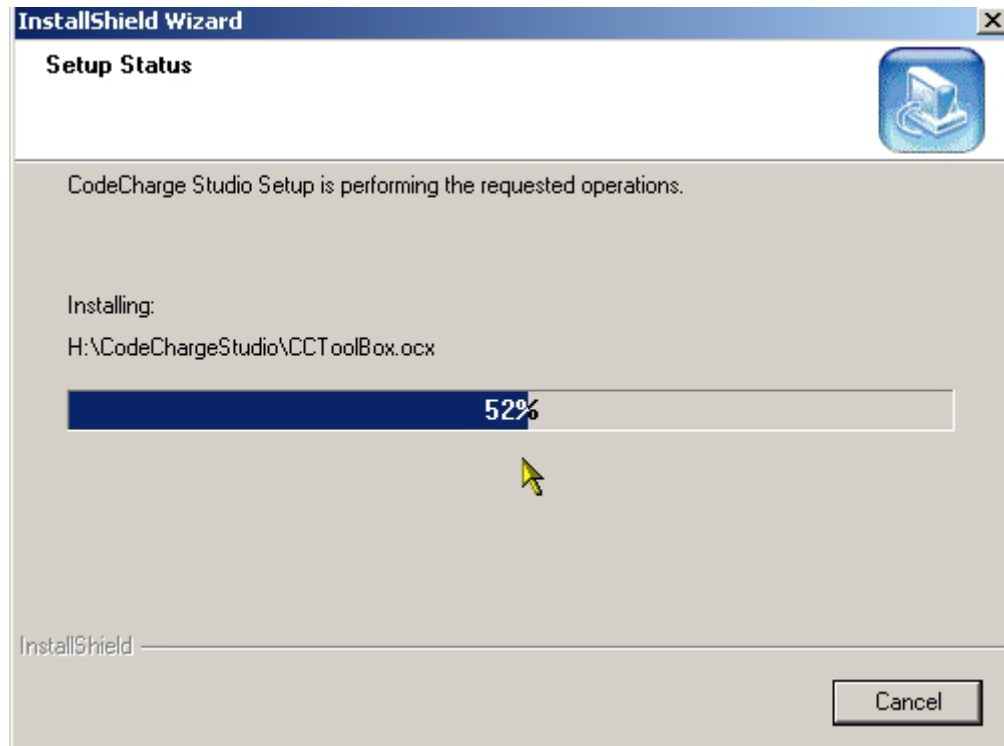 InstallShield Wizard
Setup Status
CodeCharge Studio Setup is performing the requested operations.
Installing:
H:\CodeChargeStudio\CCToolBox.ocx
52%
InstallShield
Cancel